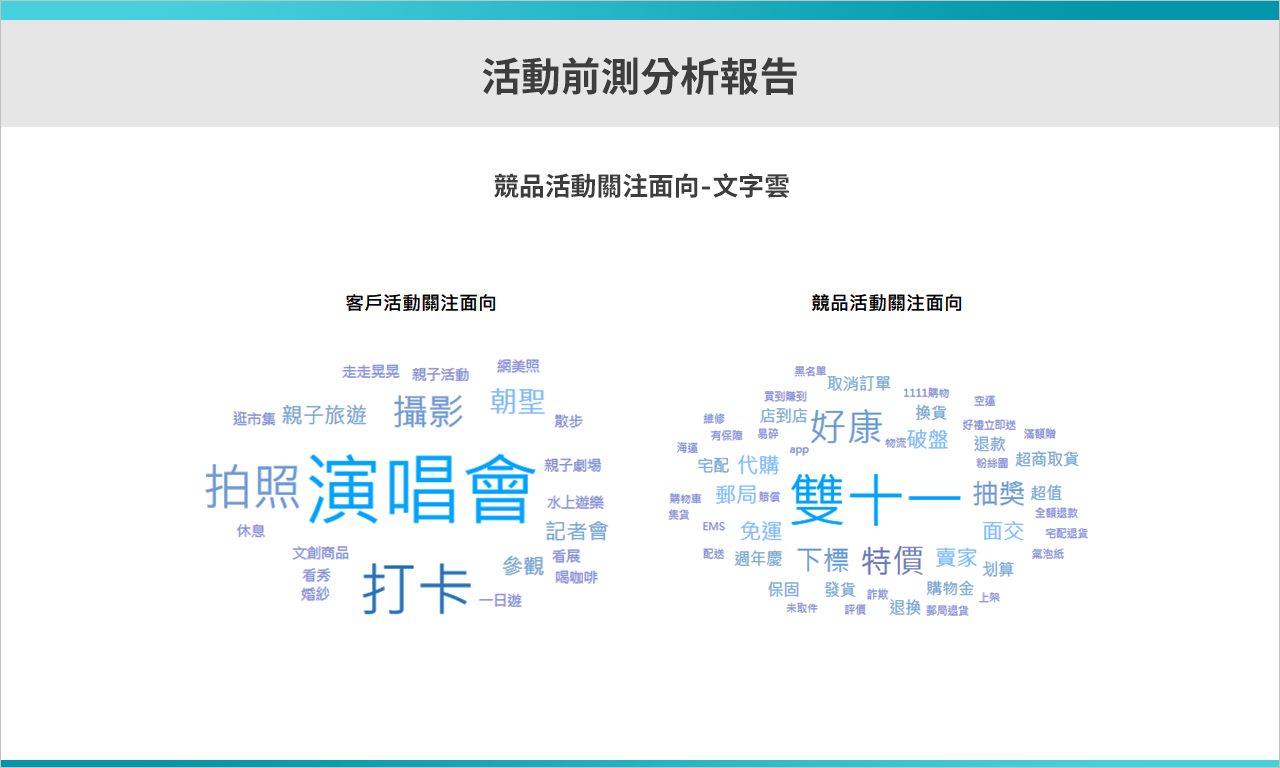 活動前測分析報告
競品活動關注面向-文字雲
客戶活動關注面向
走走晃晃
親子活動
網美照
逛市集
親子旅遊
攝影
朝聖
散步
拍照
演唱會
親子劇場
水上遊樂
休息
記者會
文創商品
參觀
看展
看秀
喝咖啡
婚紗
打卡
一日遊
競品活動關注面向
黑名單
取消訂單
買到賺到
1111購物
空運
維修
店到店
好康
換貨
好禮立即送
有保障
易碎
物流
破盤
退款
滿額贈
海運
app
宅配
代購
粉絲團
超商取貨
購物車
郵局
賠償
雙十一
抽獎
超值
集貨
全額退款
EMS
免運
面交
宅配退貨
配送
週年慶
下標
特價
賣家
划算
氣泡紙
保固
發貨
詐欺
購物金
上架
未取件
評價
退換
郵局退貨